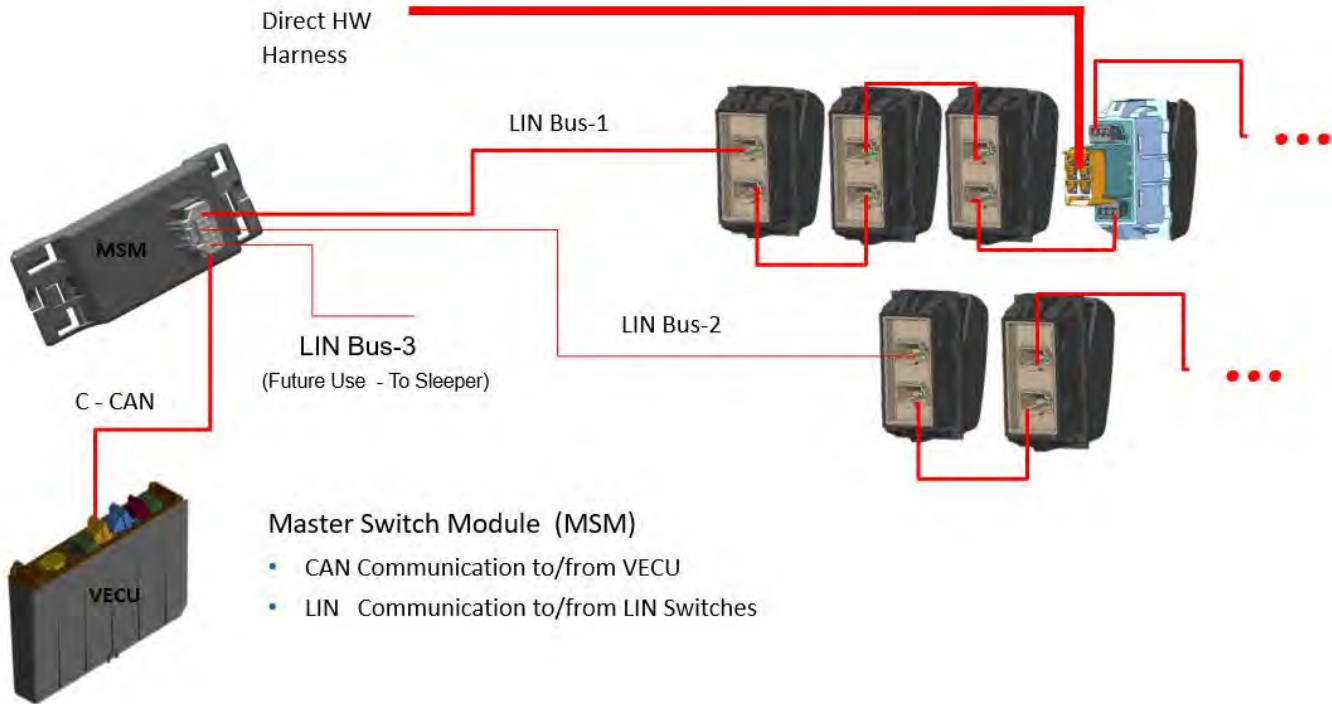 Direct HW
Harness
LIN Bus-1
MSM
LIN Bus-2
LIN Bus-3
(Future Use - To Sleeper)
C - CAN
Master Switch Module (MSM)
• CAN Communication to/from VECU
• LIN Communication to/from LIN Switches
VECU